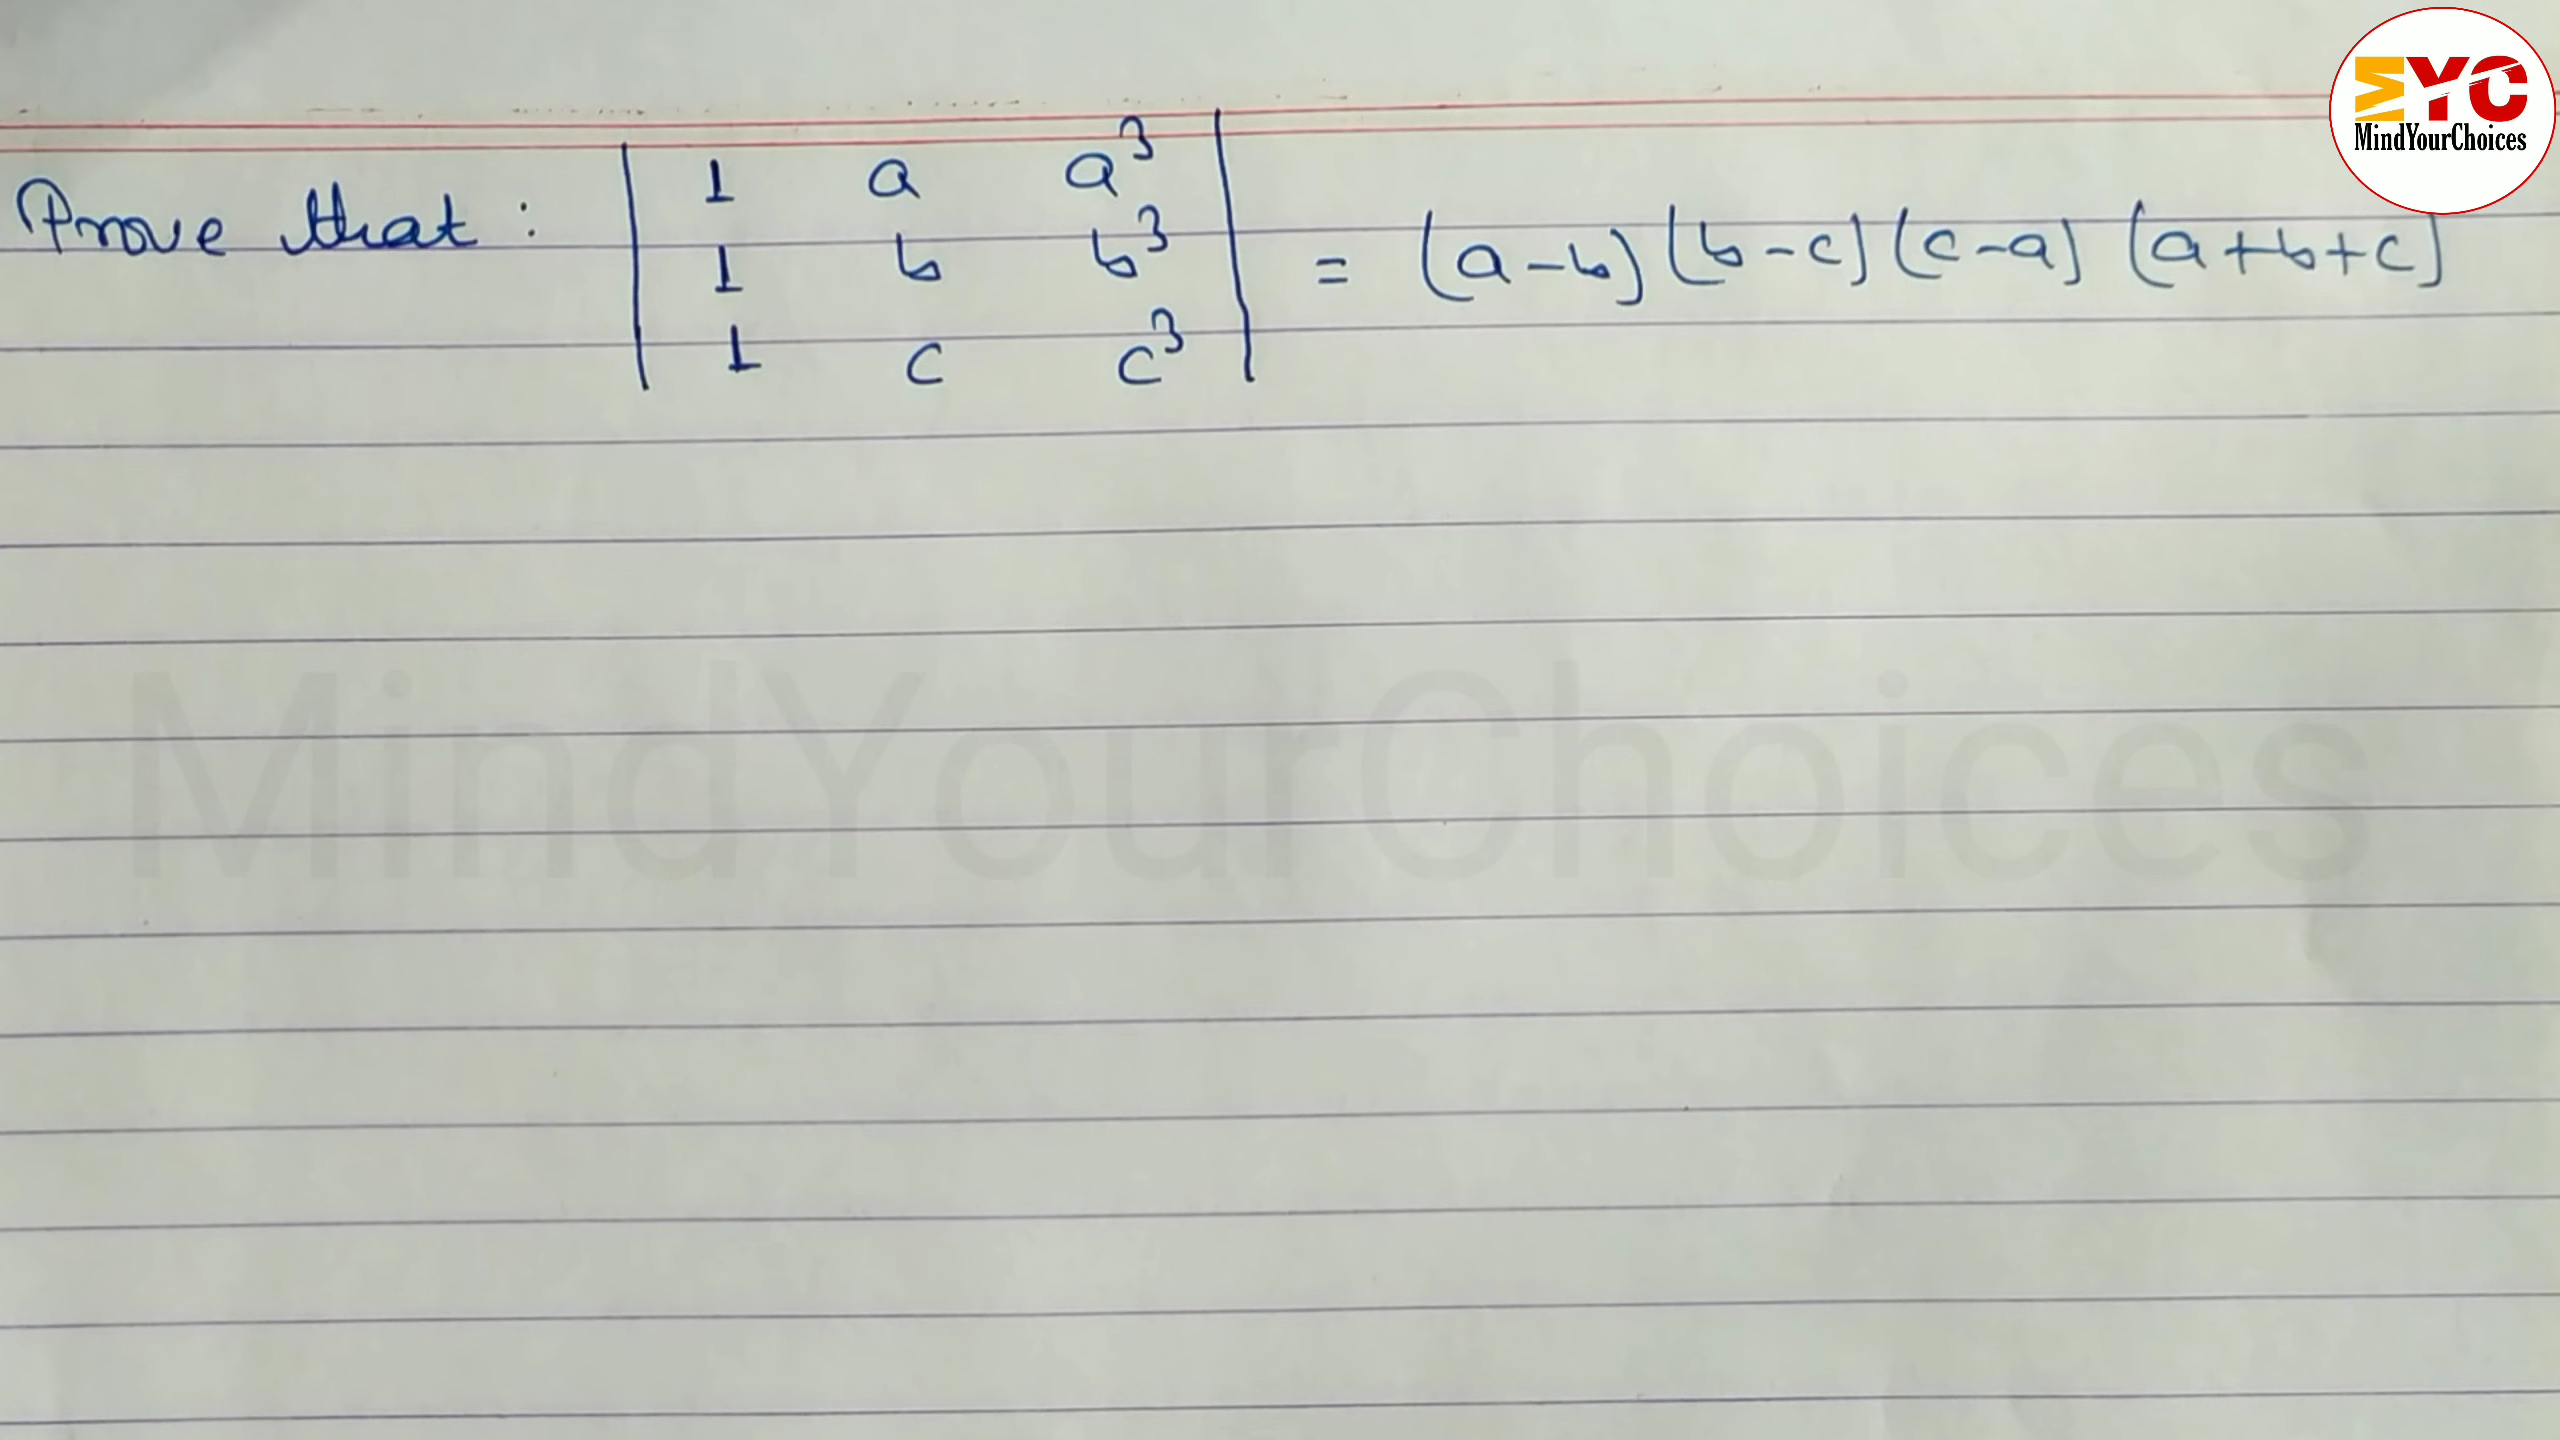 MYC
MindYourChoices
Prove that : | 1 a a³ |
| 1 b b³ | = (a-b)(b-c)(c-a) (a+b+c)
| 1 c c³ |
MindYourChoices